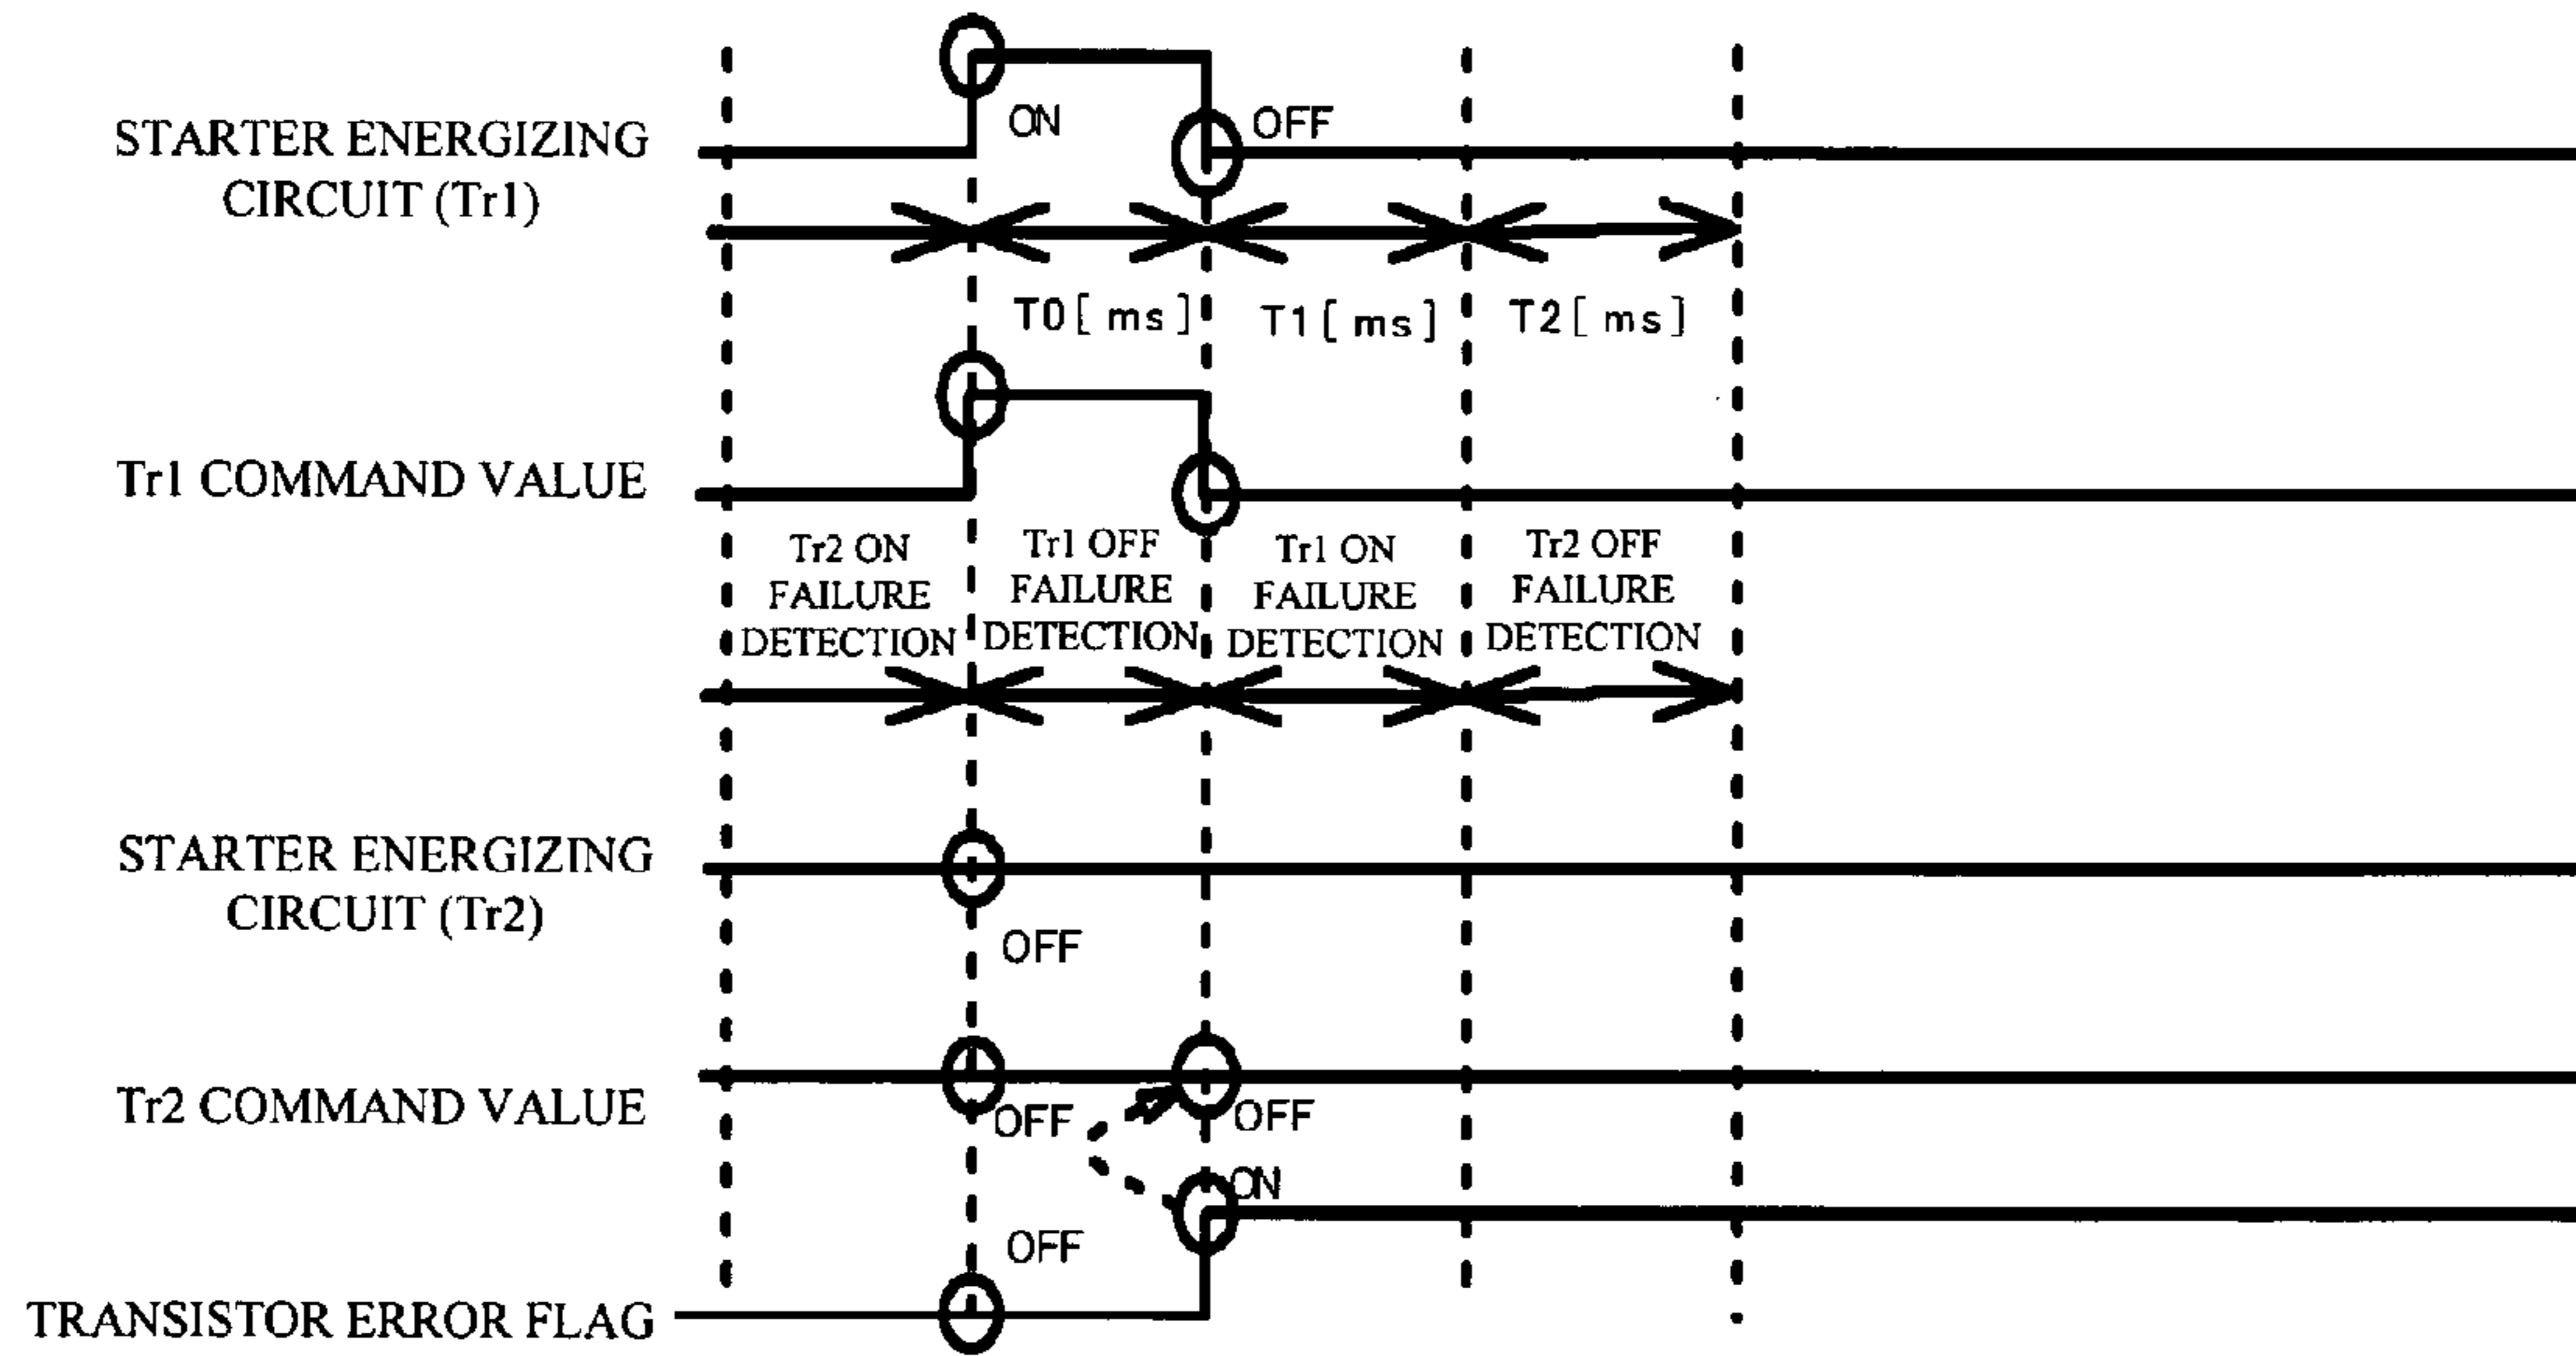 STARTER ENERGIZING
CIRCUIT (Tr1)
ON
OFF
T0[ ms ]
T1[ ms ]
T2[ ms ]
Tr1 COMMAND VALUE
Tr2 ON
FAILURE
DETECTION
Tr1 OFF
FAILURE
DETECTION
Tr1 ON
FAILURE
DETECTION
Tr2 OFF
FAILURE
DETECTION
STARTER ENERGIZING
CIRCUIT (Tr2)
OFF
Tr2 COMMAND VALUE
OFF
OFF
ON
OFF
TRANSISTOR ERROR FLAG